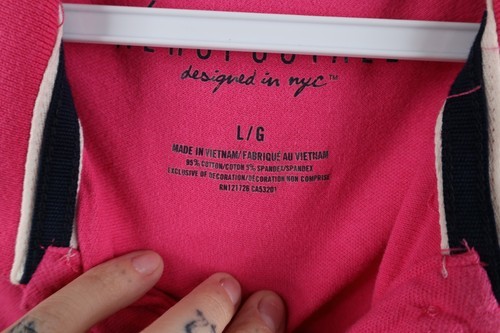 designed in nyc™
L/G
MADE IN VIETNAM/FABRIQUÉ AU VIETNAM
95% COTTON/COTON 5% SPANDEX/SPANDEX
EXCLUSIVE OF DECORATION/DÉCORATION NON COMPRISE
RN121726 CA53201